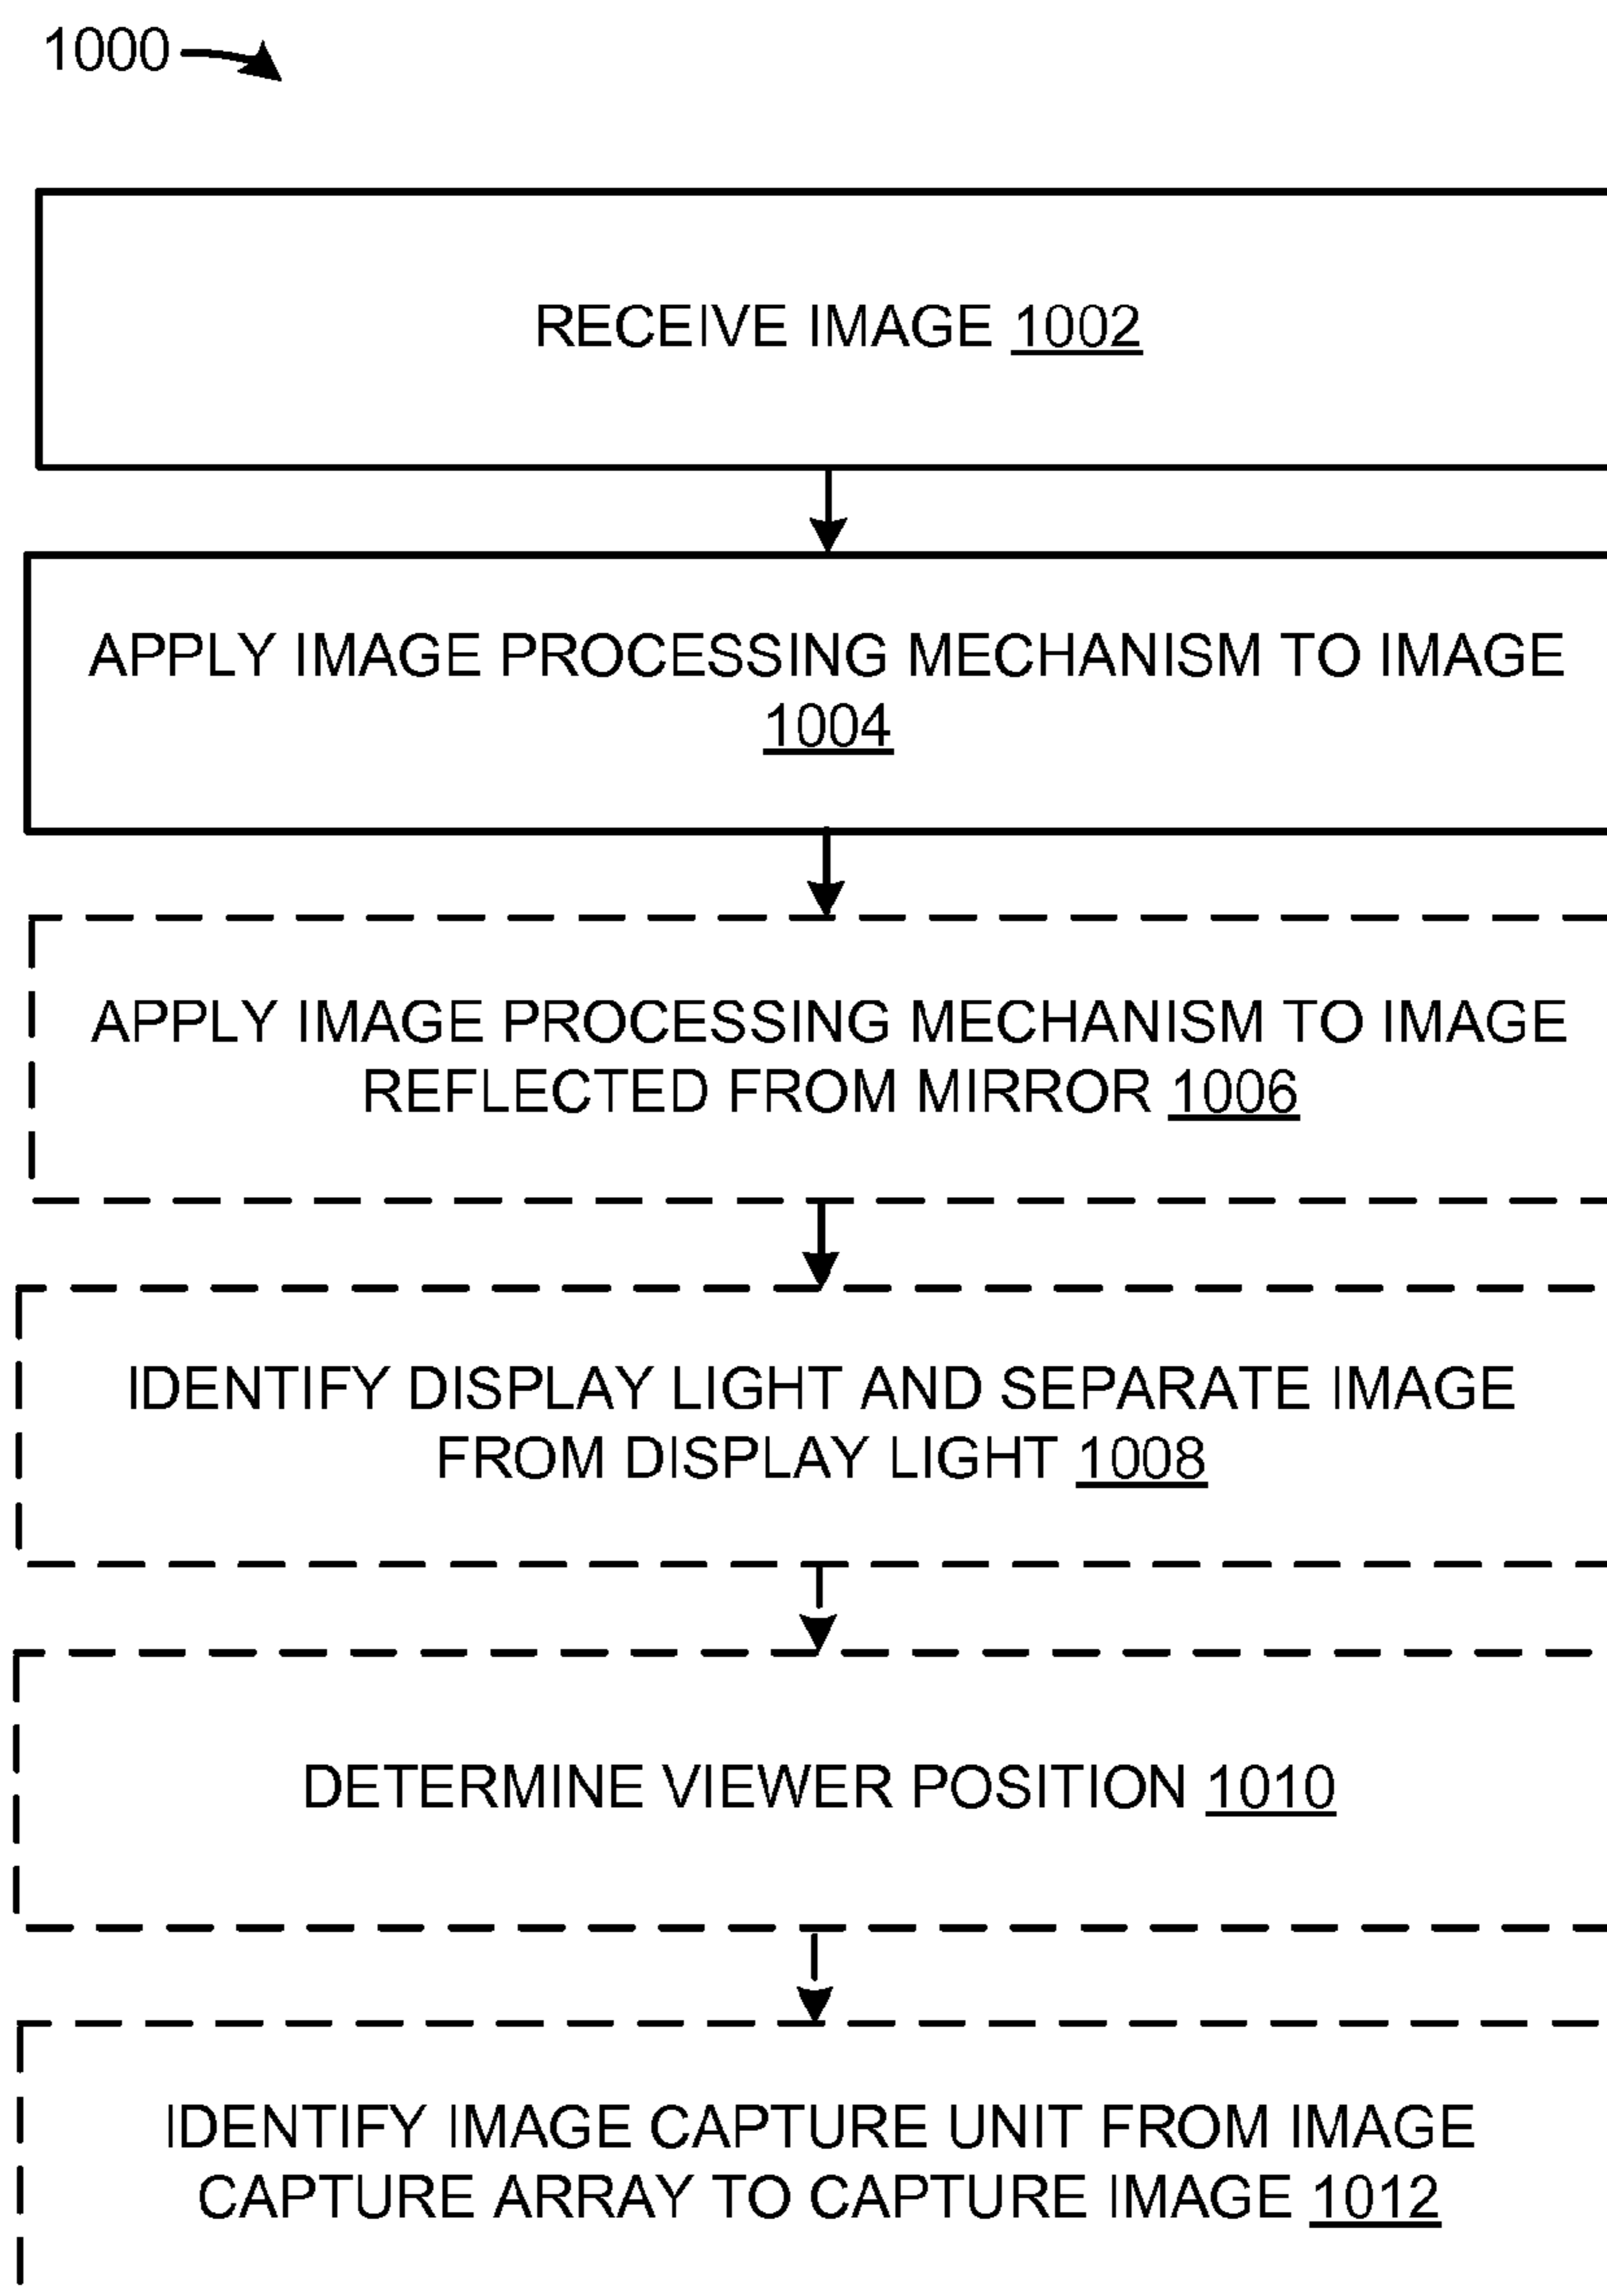 1000
RECEIVE IMAGE 1002
APPLY IMAGE PROCESSING MECHANISM TO IMAGE
1004
APPLY IMAGE PROCESSING MECHANISM TO IMAGE
REFLECTED FROM MIRROR 1006
IDENTIFY DISPLAY LIGHT AND SEPARATE IMAGE
FROM DISPLAY LIGHT 1008
DETERMINE VIEWER POSITION 1010
IDENTIFY IMAGE CAPTURE UNIT FROM IMAGE
CAPTURE ARRAY TO CAPTURE IMAGE 1012